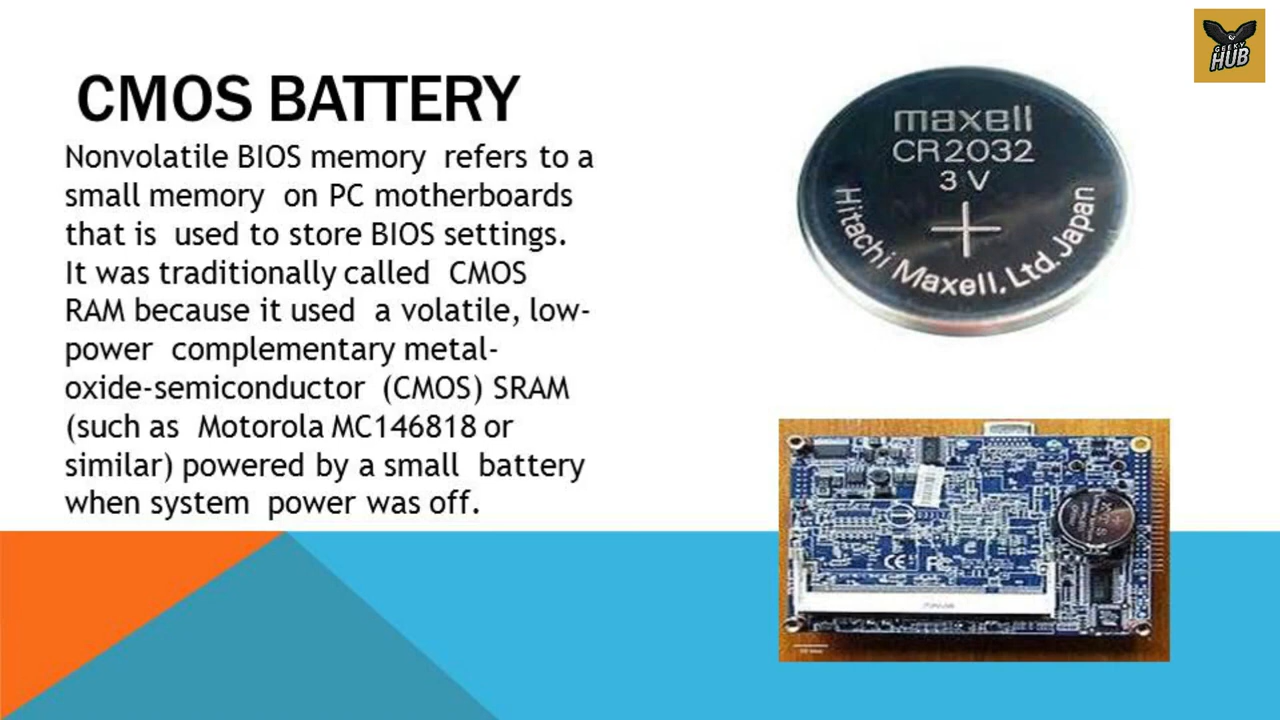 GEEKY
HUB
CMOS BATTERY
Nonvolatile BIOS memory refers to a
small memory on PC motherboards
that is used to store BIOS settings.
It was traditionally called CMOS
RAM because it used a volatile, low-
power complementary metal-
oxide-semiconductor (CMOS) SRAM
(such as Motorola MC146818 or
similar) powered by a small battery
when system power was off.
maxell
CR2032
3 V
+
Hitachi Maxell, Ltd. Japan
CE FC